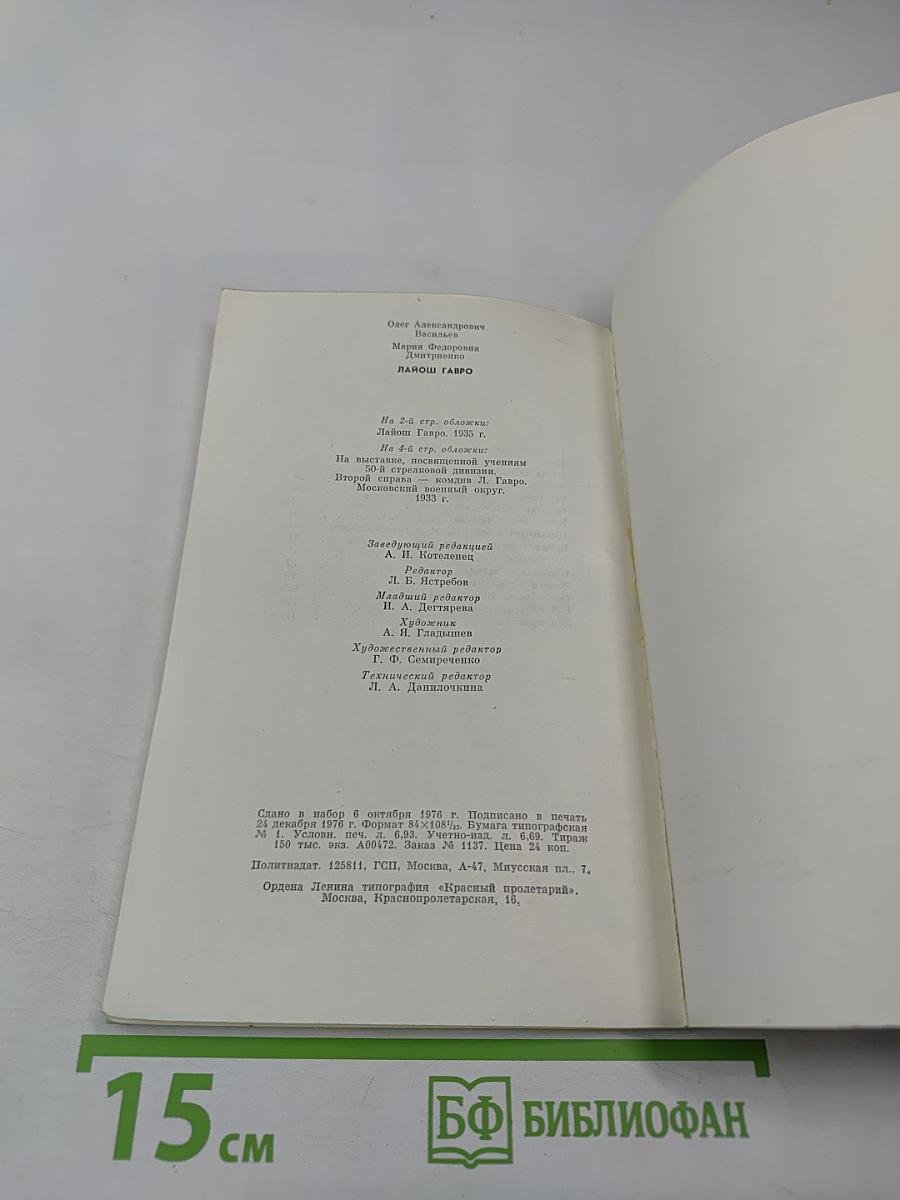 Олег Александрович
Васильев
Мария Федоровна
Дмитриенко
ЛАЙОШ ГАВРО
На 2-й стр. обложки:
Лайош Гавро. 1935 г.
На 4-й стр. обложки:
На выставке, посвященной учениям
50-й стрелковой дивизии.
Второй справа — комдив Л. Гавро.
Московский военный округ.
1933 г.
Заведующий редакцией
А. И. Котеленец
Редактор
Л. Б. Ястребов
Младший редактор
И. А. Дегтярева
Художник
А. Я. Гладышев
Художественный редактор
Г. Ф. Семиреченко
Технический редактор
Л. А. Данилочкина
Сдано в набор 6 октября 1976 г. Подписано в печать
24 декабря 1976 г. Формат 84×108¹/₃₂. Бумага типографская
№ 1. Условн. печ. л. 6,93. Учетно-изд. л. 6,69. Тираж
150 тыс. экз. А00472. Заказ № 1137. Цена 24 коп.
Политиздат. 125811, ГСП, Москва, А-47, Миусская пл., 7.
Ордена Ленина типография «Красный пролетарий».
Москва, Краснопролетарская, 16.
15 см
БФ БИБЛИОФАН